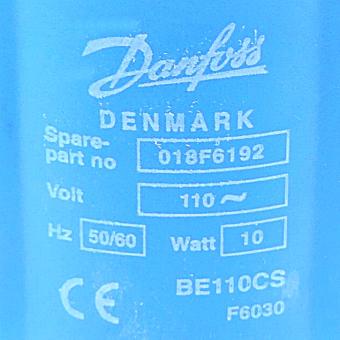 Danfoss
DENMARK
Spare-
part no 018F6192
Volt 110 ~
Hz 50/60 Watt 10
CE BE110CS
F6030